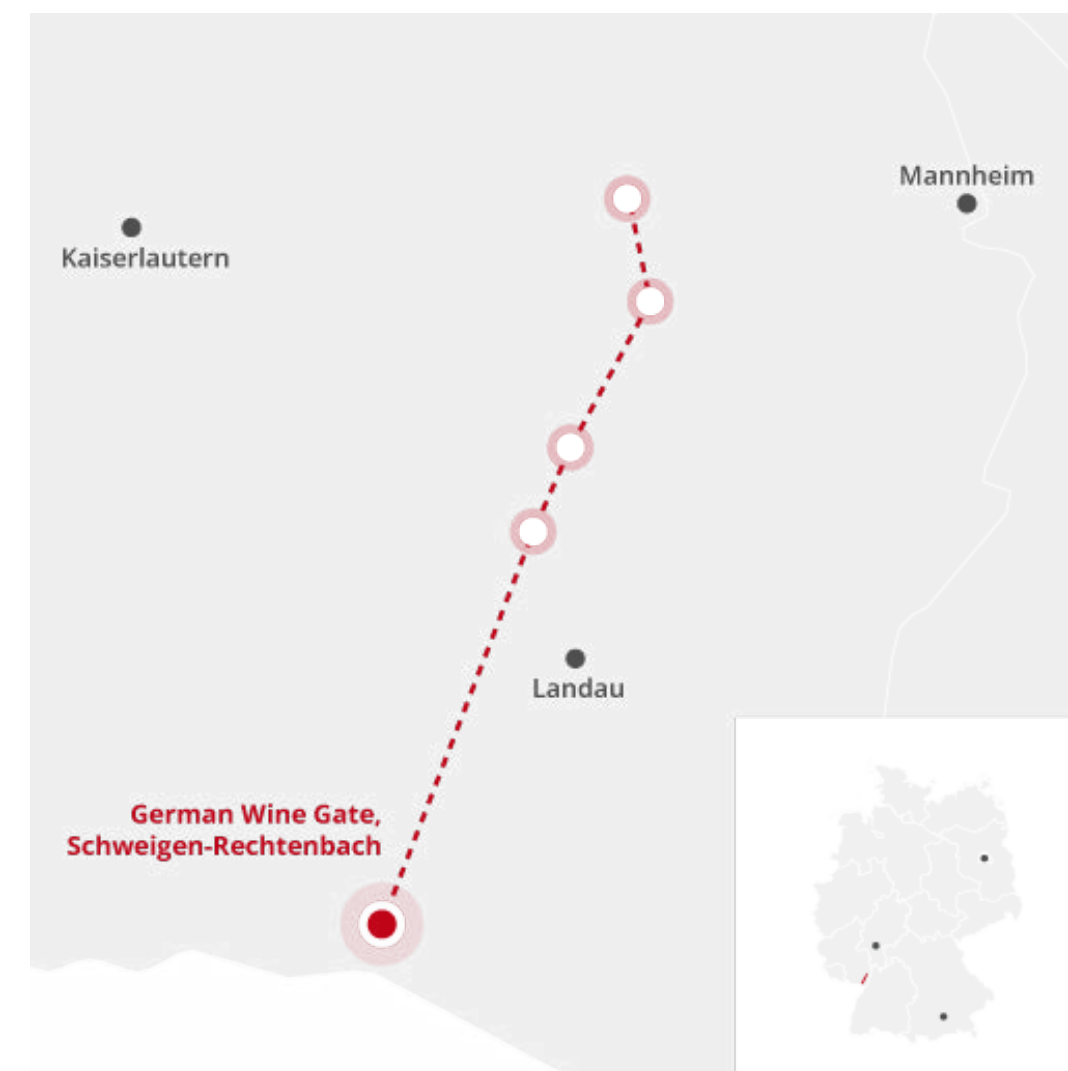 Mannheim
Kaiserlautern
Landau
German Wine Gate,
Schweigen-Rechtenbach